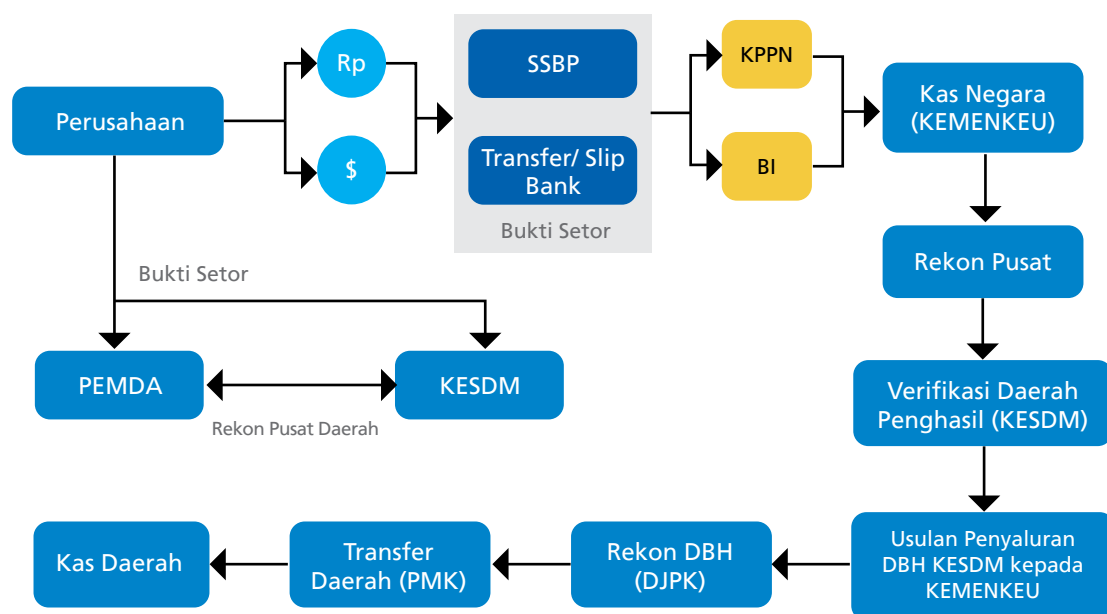 Perusahaan
Rp
$
SSBP
Transfer/ Slip
Bank
Bukti Setor
KPPN
BI
Kas Negara
(KEMENKEU)
Rekon Pusat
Bukti Setor
PEMDA
KESDM
Rekon Pusat Daerah
Verifikasi Daerah
Penghasil (KESDM)
Usulan Penyaluran
DBH KESDM kepada
KEMENKEU
Rekon DBH
(DJPK)
Transfer
Daerah (PMK)
Kas Daerah